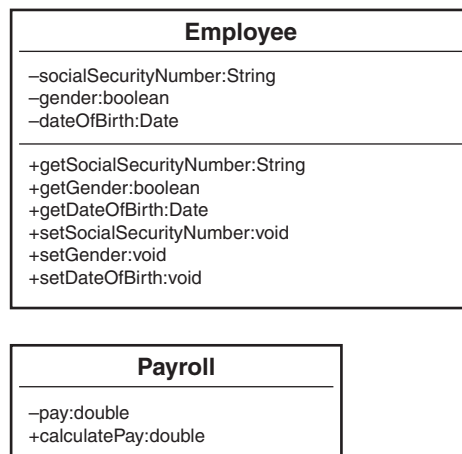 Employee
–socialSecurityNumber:String
–gender:boolean
–dateOfBirth:Date
+getSocialSecurityNumber:String
+getGender:boolean
+getDateOfBirth:Date
+setSocialSecurityNumber:void
+setGender:void
+setDateOfBirth:void
Payroll
–pay:double
+calculatePay:double